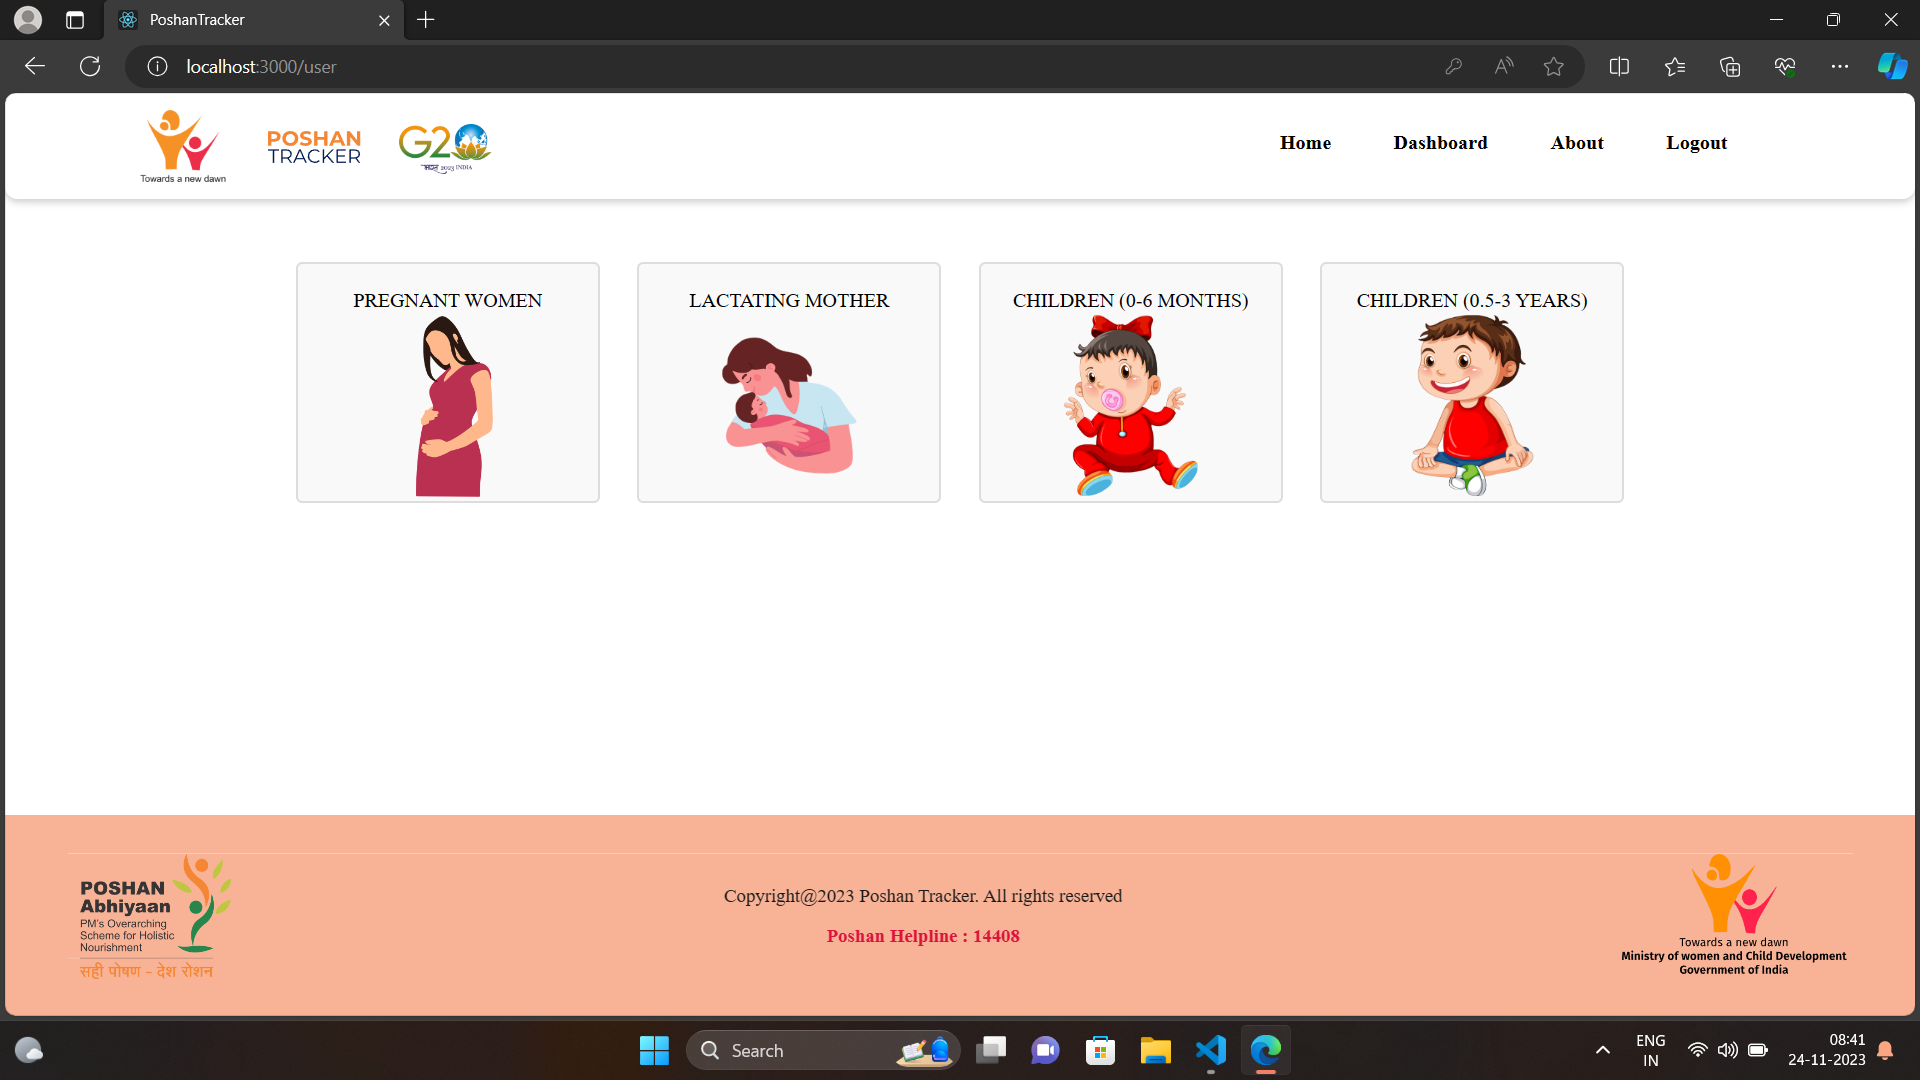 PoshanTracker
localhost:3000/user
Towards a new dawn
POSHAN
TRACKER
G20
भारत 2023 INDIA
Home
Dashboard
About
Logout
PREGNANT WOMEN
LACTATING MOTHER
CHILDREN (0-6 MONTHS)
CHILDREN (0.5-3 YEARS)
POSHAN
Abhiyaan
PM's Overarching
Scheme for Holistic
Nourishment
सही पोषण - देश रोशन
Copyright@2023 Poshan Tracker. All rights reserved
Poshan Helpline : 14408
Towards a new dawn
Ministry of women and Child Development
Government of India
Search
ENG
IN
08:41
24-11-2023